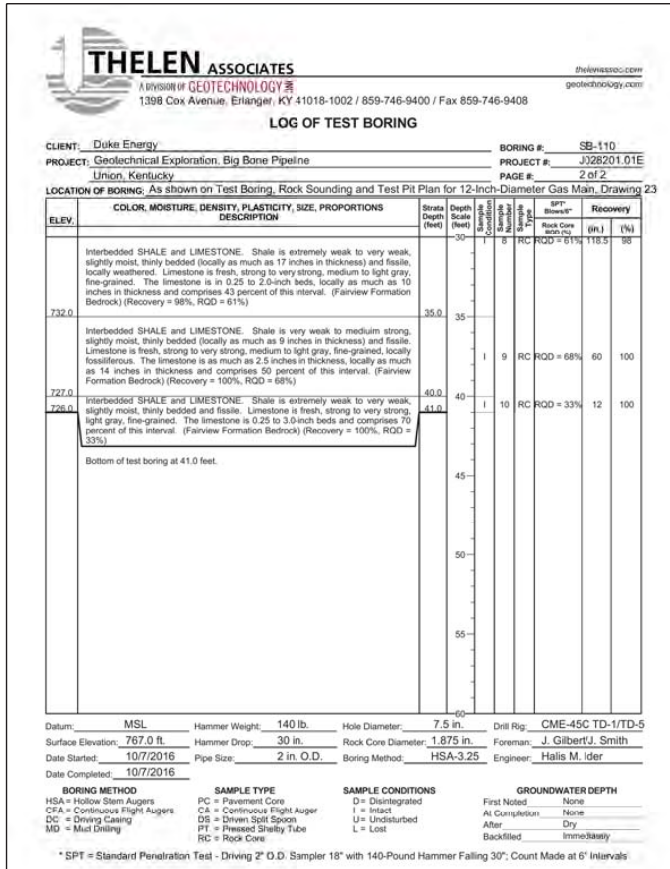 THELEN ASSOCIATES
A DIVISION OF GEOTECHNOLOGY INC
thelenassoc.com
geotechnology.com
1398 Cox Avenue, Erlanger, KY 41018-1002 / 859-746-9400 / Fax 859-746-9408
LOG OF TEST BORING
CLIENT: Duke Energy BORING #: SB-110
PROJECT: Geotechnical Exploration, Big Bone Pipeline PROJECT #: J028201.01E
Union, Kentucky PAGE #: 2 of 2
LOCATION OF BORING: As shown on Test Boring, Rock Sounding and Test Pit Plan for 12-Inch-Diameter Gas Main, Drawing 23
ELEV. COLOR, MOISTURE, DENSITY, PLASTICITY, SIZE, PROPORTIONS DESCRIPTION Strata Depth (feet) Depth Scale (feet) Sample Condition Sample Number Sample Type SPT* Blows/6" Rock Core RQD (%) Recovery (in.) (%)
30 I 8 RC RQD = 61% 118.5 98
Interbedded SHALE and LIMESTONE. Shale is extremely weak to very weak,
slightly moist, thinly bedded (locally as much as 17 inches in thickness) and fissile,
locally weathered. Limestone is fresh, strong to very strong, medium to light gray,
fine-grained. The limestone is in 0.25 to 2.0-inch beds, locally as much as 10
inches in thickness and comprises 43 percent of this interval. (Fairview Formation
Bedrock) (Recovery = 98%, RQD = 61%)
732.0 35.0 35
Interbedded SHALE and LIMESTONE. Shale is very weak to mediuim strong,
slightly moist, thinly bedded (locally as much as 9 inches in thickness) and fissile.
Limestone is fresh, strong to very strong, medium to light gray, fine-grained, locally
fossiliferous. The limestone is as much as 2.5 inches in thickness, locally as much
as 14 inches in thickness and comprises 50 percent of this interval. (Fairview
Formation Bedrock) (Recovery = 100%, RQD = 68%)
I 9 RC RQD = 68% 60 100
727.0 40.0 40
Interbedded SHALE and LIMESTONE. Shale is extremely weak to very weak,
726.0 41.0 I 10 RC RQD = 33% 12 100
slightly moist, thinly bedded and fissile. Limestone is fresh, strong to very strong,
light gray, fine-grained. The limestone is 0.25 to 3.0-inch beds and comprises 70
percent of this interval. (Fairview Formation Bedrock) (Recovery = 100%, RQD =
33%)
Bottom of test boring at 41.0 feet.
45
50
55
60
Datum: MSL Hammer Weight: 140 lb. Hole Diameter: 7.5 in. Drill Rig: CME-45C TD-1/TD-5
Surface Elevation: 767.0 ft. Hammer Drop: 30 in. Rock Core Diameter: 1.875 in. Foreman: J. Gilbert/J. Smith
Date Started: 10/7/2016 Pipe Size: 2 in. O.D. Boring Method: HSA-3.25 Engineer: Halis M. Ider
Date Completed: 10/7/2016
BORING METHOD SAMPLE TYPE SAMPLE CONDITIONS GROUNDWATER DEPTH
HSA = Hollow Stem Augers PC = Pavement Core D = Disintegrated First Noted None
CFA = Continuous Flight Augers CA = Continuous Flight Auger I = Intact At Completion None
DC = Driving Casing DS = Driven Split Spoon U = Undisturbed After Dry
MD = Mud Drilling PT = Pressed Shelby Tube L = Lost Backfilled Immediately
RC = Rock Core
* SPT = Standard Penetration Test - Driving 2" O.D. Sampler 18" with 140-Pound Hammer Falling 30"; Count Made at 6" Intervals